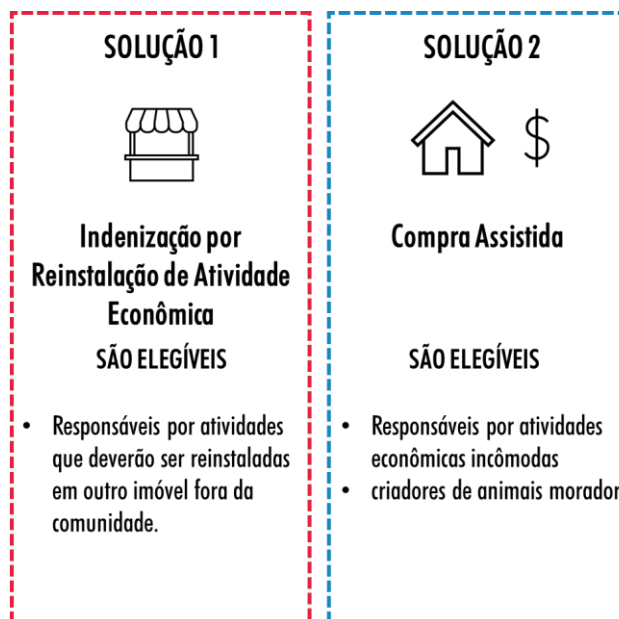 SOLUÇÃO 1
Indenização por
Reinstalação de Atividade
Econômica
SÃO ELEGÍVEIS
• Responsáveis por atividades
que deverão ser reinstaladas
em outro imóvel fora da
comunidade.
SOLUÇÃO 2
$
Compra Assistida
SÃO ELEGÍVEIS
• Responsáveis por atividades
econômicas incômodas
• criadores de animais morador